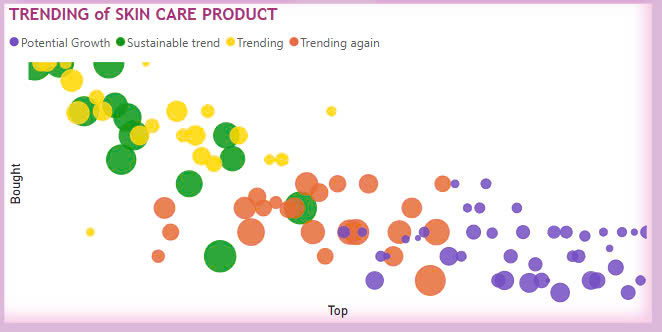 TRENDING of SKIN CARE PRODUCT
Potential Growth Sustainable trend Trending Trending again
Bought
Top